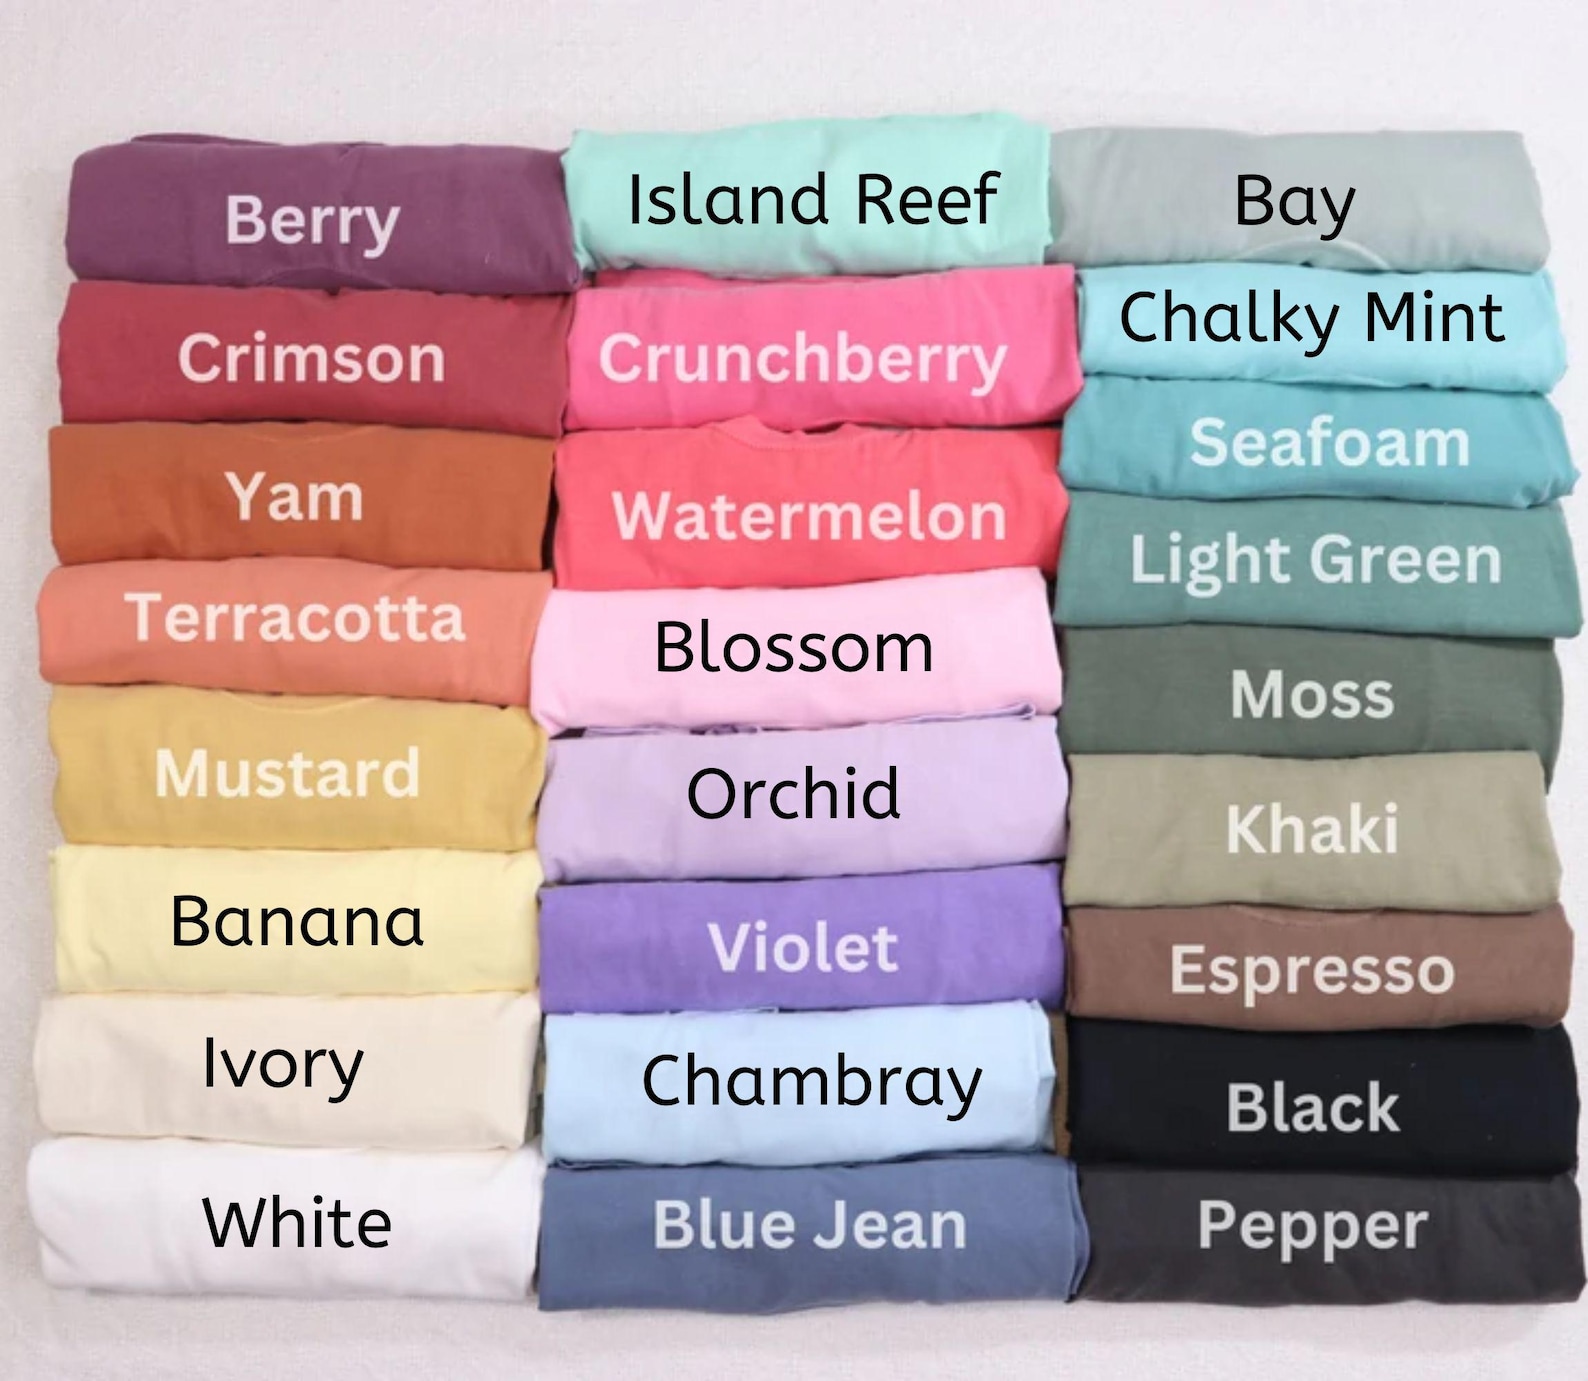 Berry
Crimson
Yam
Terracotta
Mustard
Banana
Ivory
White
Island Reef
Crunchberry
Watermelon
Blossom
Orchid
Violet
Chambray
Blue Jean
Bay
Chalky Mint
Seafoam
Light Green
Moss
Khaki
Espresso
Black
Pepper